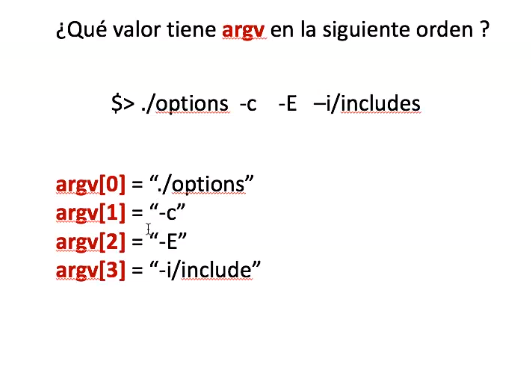 ¿Qué valor tiene argv en la siguiente orden ?
$> ./options -c -E –i/includes
argv[0] = “./options”
argv[1] = “-c”
argv[2] = “-E”
argv[3] = “-i/include”